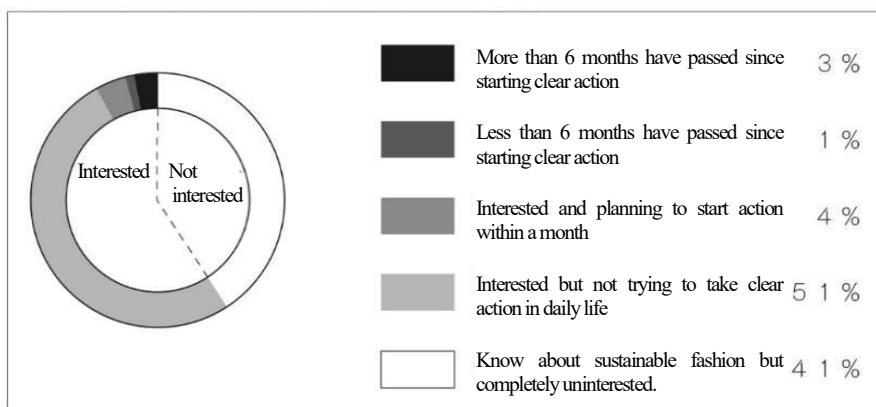 More than 6 months have passed since
starting clear action
3 %
Less than 6 months have passed since
starting clear action
1 %
Interested and planning to start action
within a month
4 %
Interested but not trying to take clear
action in daily life
5 1 %
Know about sustainable fashion but
completely uninterested.
4 1 %
Interested
Not
interested